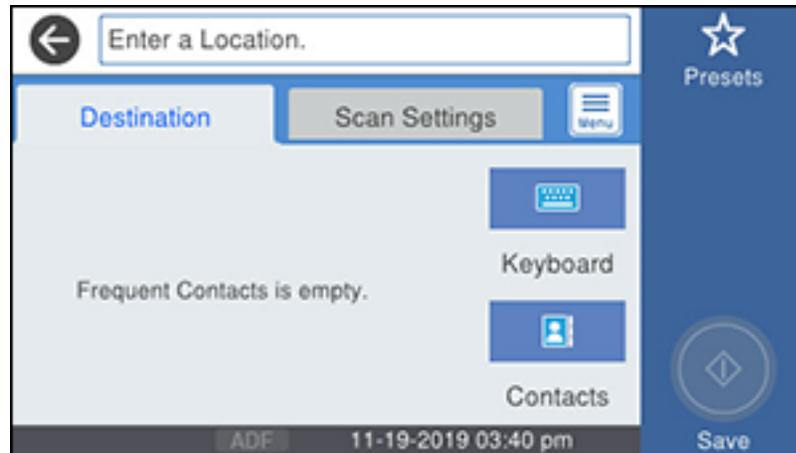 Enter a Location.
Presets
Destination
Scan Settings
Menu
Keyboard
Frequent Contacts is empty.
Contacts
ADF
11-19-2019 03:40 pm
Save